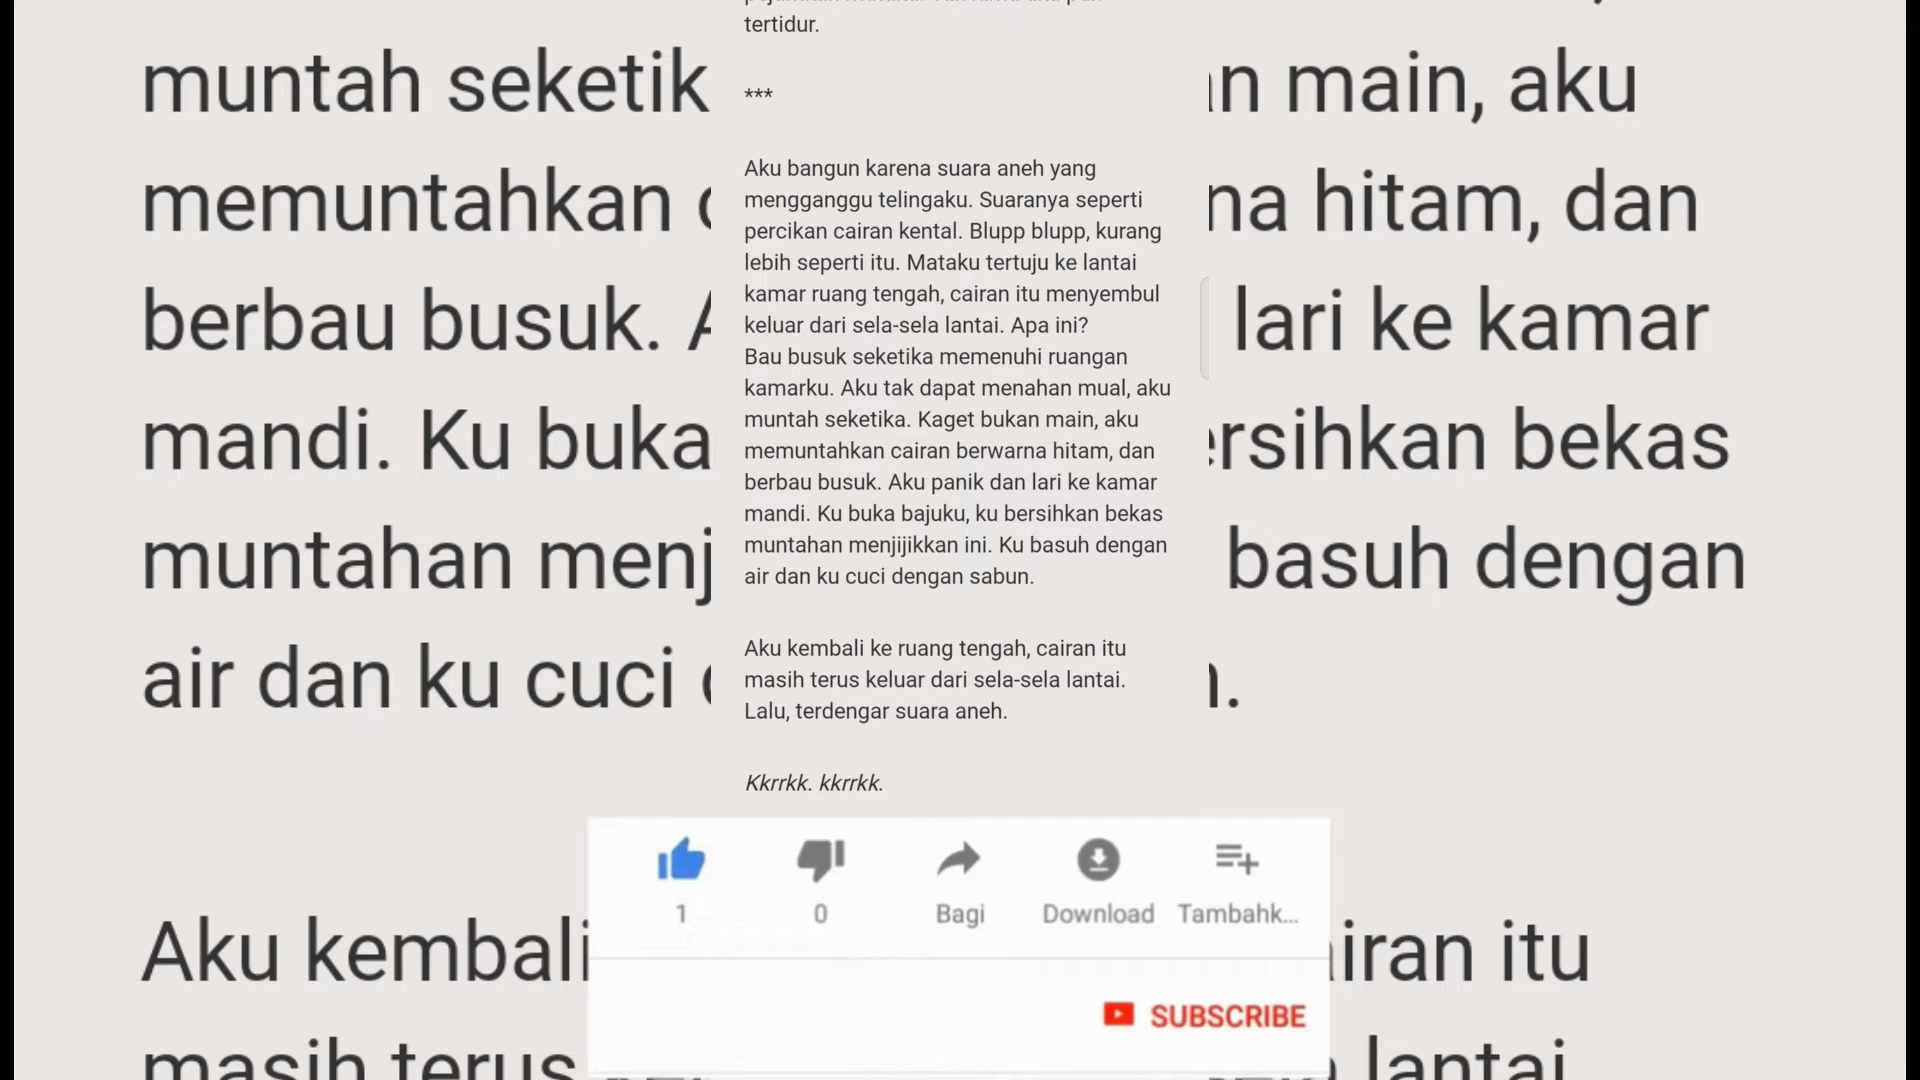 tertidur.
***
Aku bangun karena suara aneh yang
mengganggu telingaku. Suaranya seperti
percikan cairan kental. Blupp blupp, kurang
lebih seperti itu. Mataku tertuju ke lantai
kamar ruang tengah, cairan itu menyembul
keluar dari sela-sela lantai. Apa ini?
Bau busuk seketika memenuhi ruangan
kamarku. Aku tak dapat menahan mual, aku
muntah seketika. Kaget bukan main, aku
memuntahkan cairan berwarna hitam, dan
berbau busuk. Aku panik dan lari ke kamar
mandi. Ku buka bajuku, ku bersihkan bekas
muntahan menjijikkan ini. Ku basuh dengan
air dan ku cuci dengan sabun.
Aku kembali ke ruang tengah, cairan itu
masih terus keluar dari sela-sela lantai.
Lalu, terdengar suara aneh.
Kkrrkk. kkrrkk.
muntah seketik n main, aku
memuntahkan na hitam, dan
berbau busuk. lari ke kamar
mandi. Ku buka ersihkan bekas
muntahan menj basuh dengan
air dan ku cuci n.
Aku kembali airan itu
masih terus lantai
1 0 Bagi Download Tambahk...
SUBSCRIBE